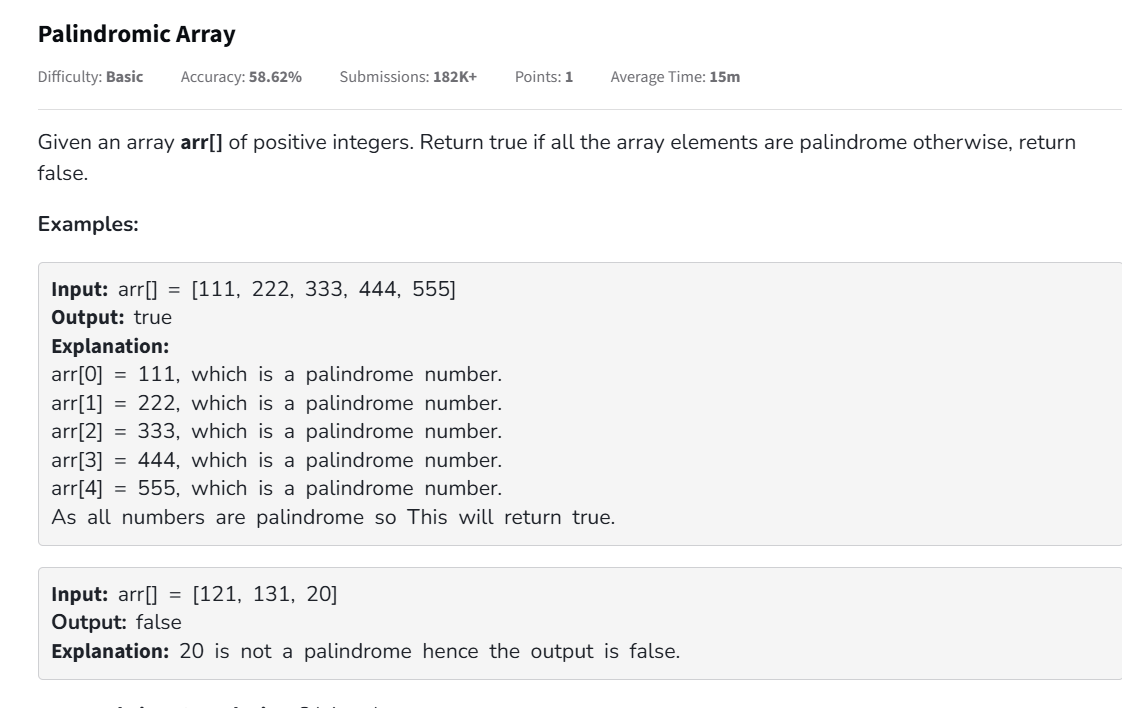 Palindromic Array
Difficulty: Basic Accuracy: 58.62% Submissions: 182K+ Points: 1 Average Time: 15m
Given an array arr[] of positive integers. Return true if all the array elements are palindrome otherwise, return
false.
Examples:
Input: arr[] = [111, 222, 333, 444, 555]
Output: true
Explanation:
arr[0] = 111, which is a palindrome number.
arr[1] = 222, which is a palindrome number.
arr[2] = 333, which is a palindrome number.
arr[3] = 444, which is a palindrome number.
arr[4] = 555, which is a palindrome number.
As all numbers are palindrome so This will return true.
Input: arr[] = [121, 131, 20]
Output: false
Explanation: 20 is not a palindrome hence the output is false.